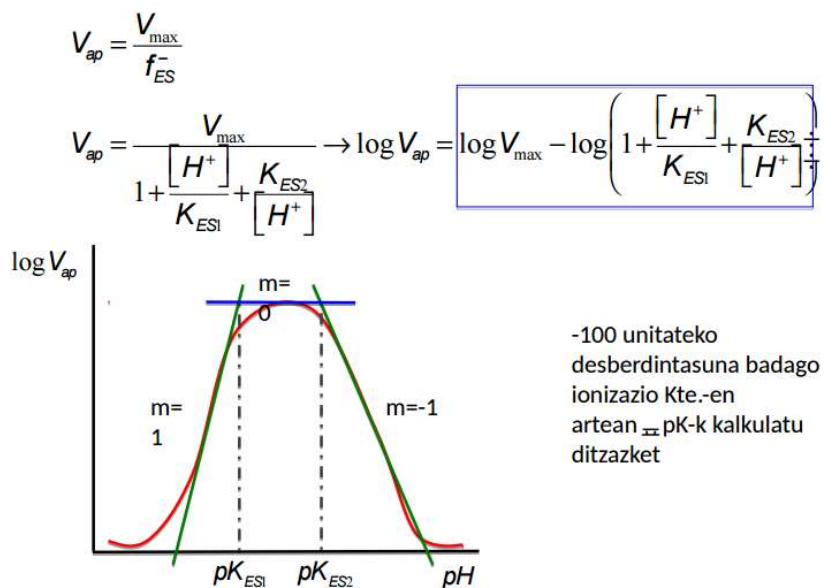 V_ap = V_max / f_ES^-
V_ap = V_max / (1 + [H⁺]/K_ES1 + K_ES2/[H⁺]) → log V_ap = log V_max − log(1 + [H⁺]/K_ES1 + K_ES2/[H⁺])
log V_ap
m=
0
m=
1
m=-1
-100 unitateko
desberdintasuna badago
ionizazio Kte.-en
artean pK-k kalkulatu
ditzazket
pK_ES1 pK_ES2 pH